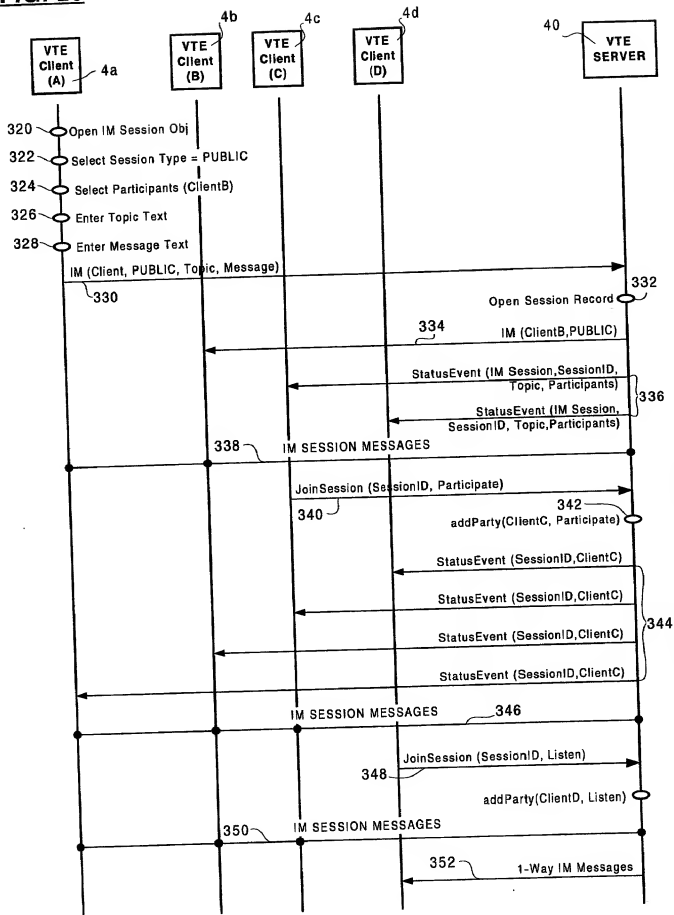 4b
4c
4d
40
VTE
Client
(A)
4a
VTE
Client
(B)
VTE
Client
(C)
VTE
Client
(D)
VTE
SERVER
320
Open IM Session Obj
322
Select Session Type = PUBLIC
324
Select Participants (ClientB)
326
Enter Topic Text
328
Enter Message Text
IM (Client, PUBLIC, Topic, Message)
330
332
Open Session Record
334
IM (ClientB,PUBLIC)
StatusEvent (IM Session,SessionID,
Topic, Participants)
336
StatusEvent (IM Session,
SessionID, Topic,Participants)
338
IM SESSION MESSAGES
JoinSession (SessionID, Participate)
340
342
addParty(ClientC, Participate)
StatusEvent (SessionID,ClientC)
StatusEvent (SessionID,ClientC)
344
StatusEvent (SessionID,ClientC)
StatusEvent (SessionID,ClientC)
IM SESSION MESSAGES
346
JoinSession (SessionID, Listen)
348
addParty(ClientD, Listen)
350
IM SESSION MESSAGES
352
1-Way IM Messages